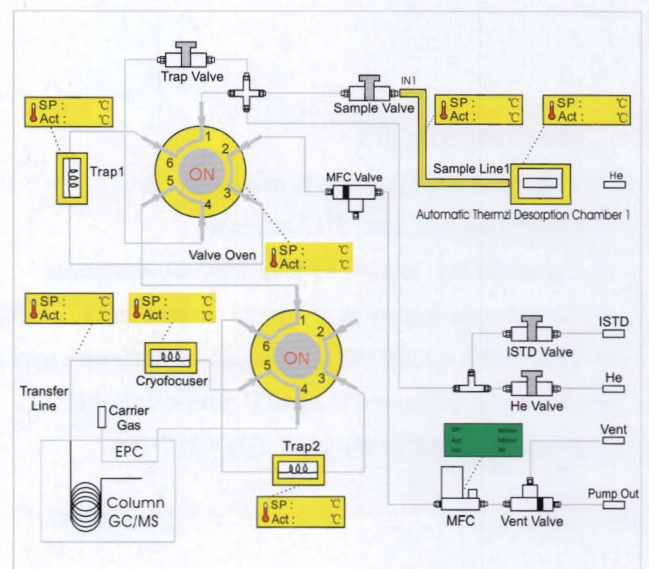 Trap Valve
IN1
Sample Valve
SP : ℃
Act : ℃
SP : ℃
Act : ℃
SP : ℃
Act : ℃
1
2
3
4
5
6
ON
Trap1
MFC Valve
Sample Line1
He
Automatic Thermzl Desorption Chamber 1
Valve Oven
SP : ℃
Act : ℃
SP : ℃
Act : ℃
SP : ℃
Act : ℃
1
2
3
4
5
6
ON
ISTD
ISTD Valve
Cryofocuser
Transfer
Line
He
He Valve
Carrier
Gas
EPC
Vent
Trap2
SP :
Act :
Column
GC/MS
SP : ℃
Act : ℃
MFC
Vent Valve
Pump Out